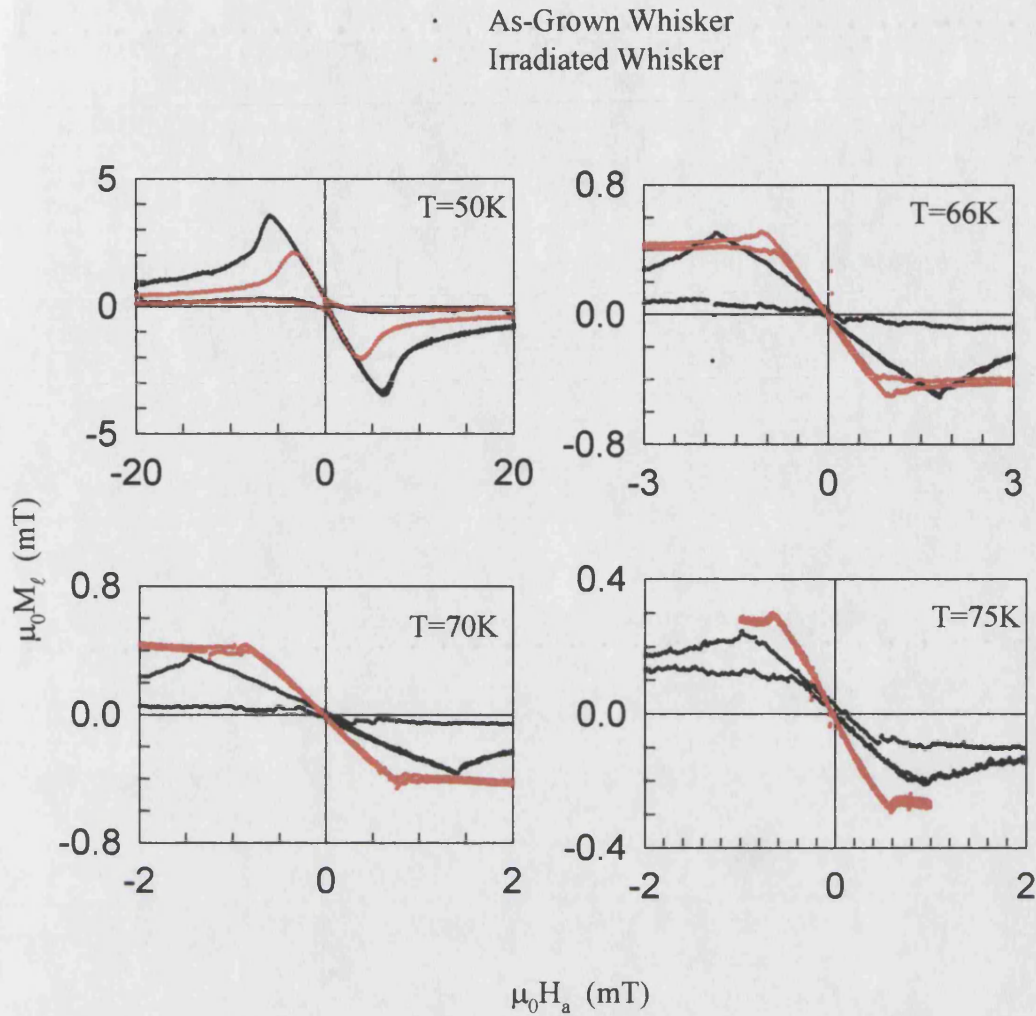 As-Grown Whisker
Irradiated Whisker
5
0
-5
-20 0 20
T=50K
0.8
0.0
-0.8
-3 0 3
T=66K
μ₀Mℓ (mT)
0.8
0.0
-0.8
-2 0 2
T=70K
0.4
0.0
-0.4
-2 0 2
T=75K
μ₀Hₐ (mT)